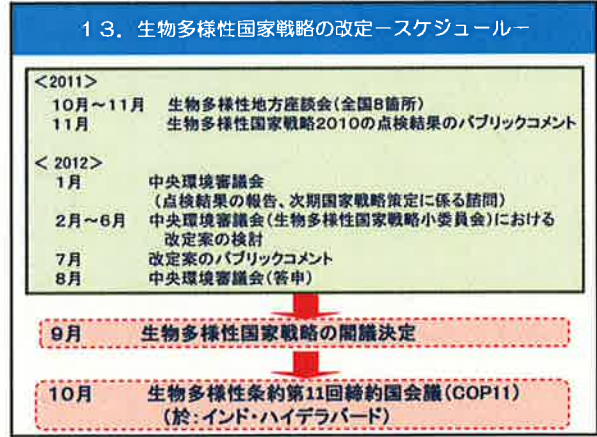 13. 生物多様性国家戦略の改定－スケジュール－
＜2011＞
10月～11月 生物多様性地方座談会（全国8箇所）
11月 生物多様性国家戦略2010の点検結果のパブリックコメント
＜2012＞
1月 中央環境審議会
（点検結果の報告、次期国家戦略策定に係る諮問）
2月～6月 中央環境審議会（生物多様性国家戦略小委員会）における
改定案の検討
7月 改定案のパブリックコメント
8月 中央環境審議会（答申）
9月 生物多様性国家戦略の閣議決定
10月 生物多様性条約第11回締約国会議（COP11）
（於：インド・ハイデラバード）